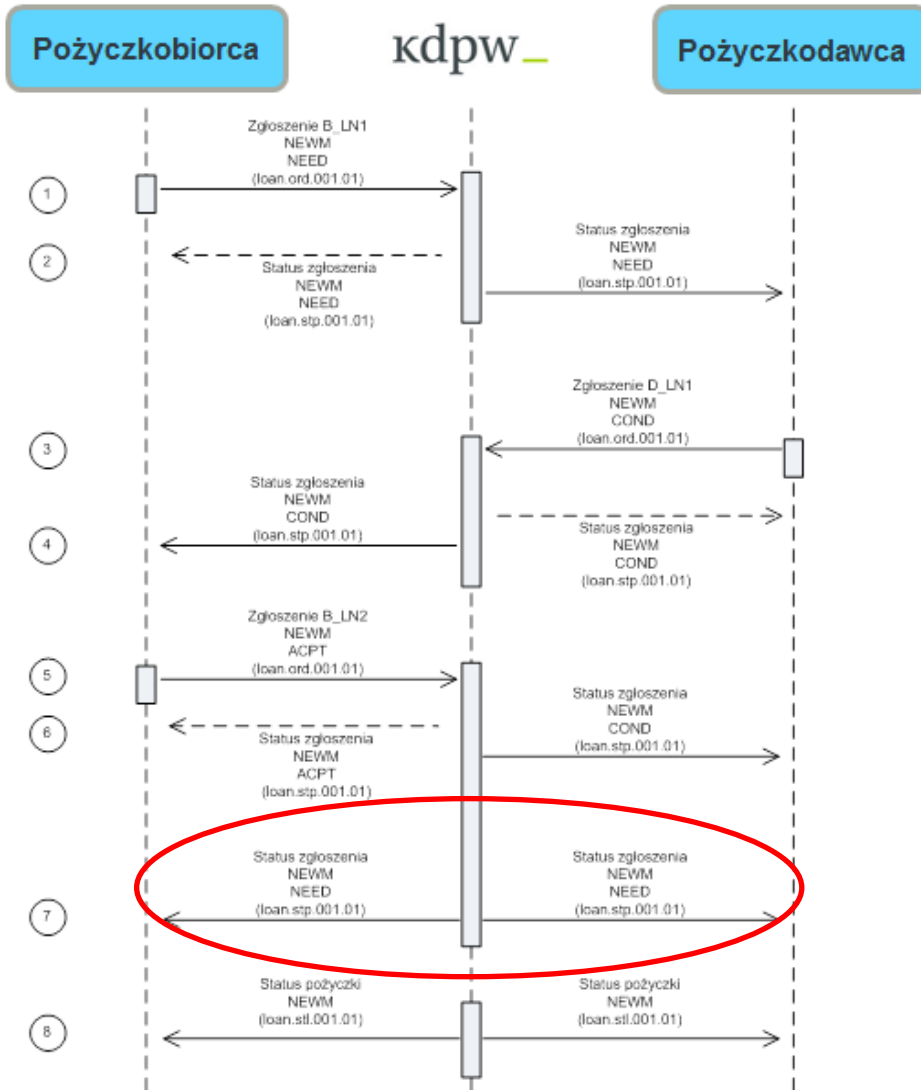 Pożyczkobiorca
kdpw_
Pożyczkodawca
Zgłoszenie B_LN1
NEWM
NEED
(loan.ord.001.01)
1
Status zgłoszenia
NEWM
NEED
(loan.stp.001.01)
2
Status zgłoszenia
NEWM
NEED
(loan.stp.001.01)
Zgłoszenie D_LN1
NEWM
COND
(loan.ord.001.01)
3
Status zgłoszenia
NEWM
COND
(loan.stp.001.01)
4
Status zgłoszenia
NEWM
COND
(loan.stp.001.01)
Zgłoszenie B_LN2
NEWM
ACPT
(loan.ord.001.01)
5
Status zgłoszenia
NEWM
COND
(loan.stp.001.01)
6
Status zgłoszenia
NEWM
ACPT
(loan.stp.001.01)
Status zgłoszenia
NEWM
NEED
(loan.stp.001.01)
Status zgłoszenia
NEWM
NEED
(loan.stp.001.01)
7
Status pożyczki
NEWM
(loan.stl.001.01)
Status pożyczki
NEWM
(loan.stl.001.01)
8